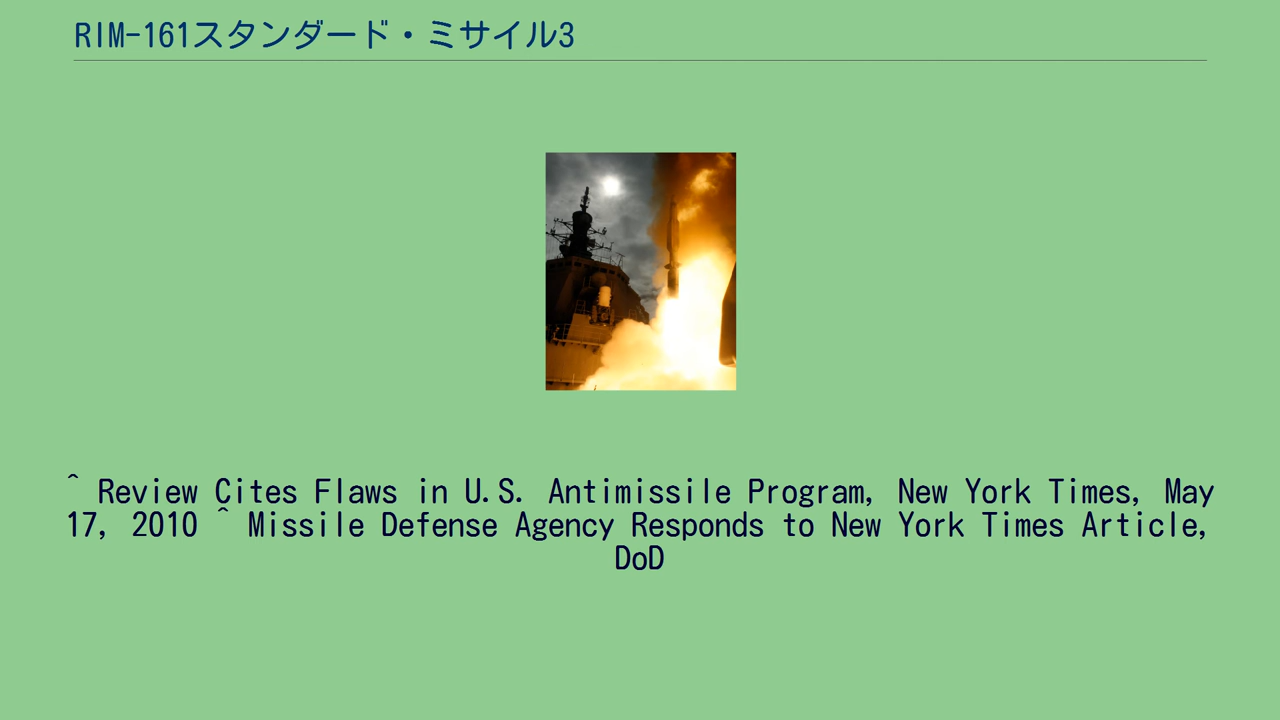 RIM-161スタンダード・ミサイル3
^ Review Cites Flaws in U.S. Antimissile Program, New York Times, May
17, 2010 ^ Missile Defense Agency Responds to New York Times Article,
DoD